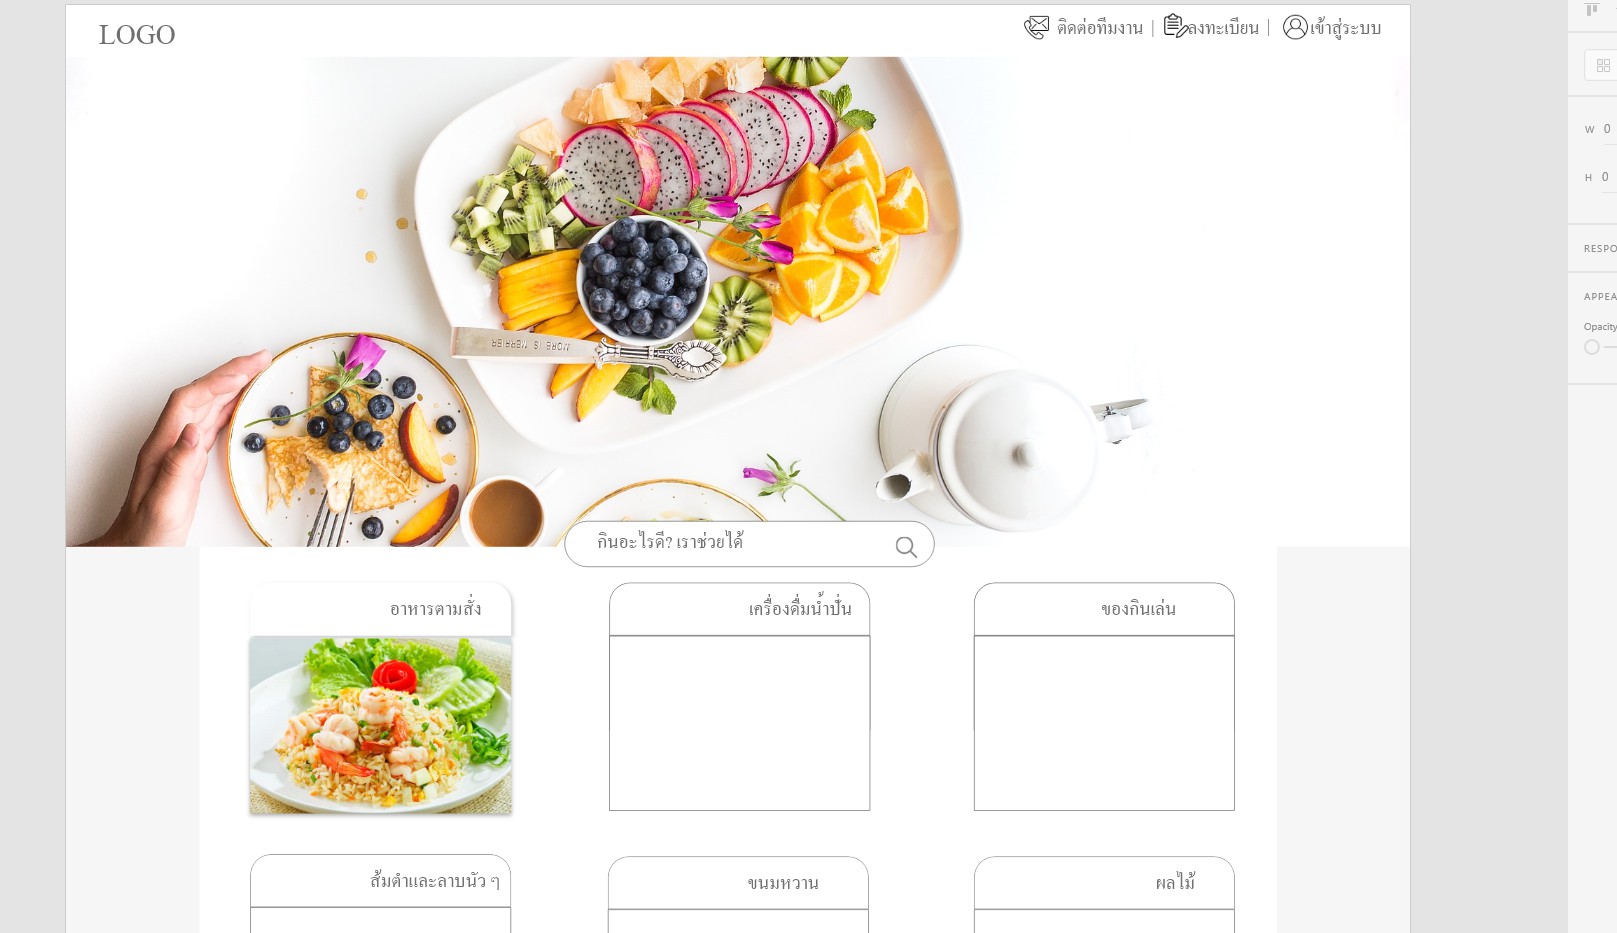 LOGO
ติดต่อทีมงาน | ลงทะเบียน | เข้าสู่ระบบ
W 0
H 0
RESPO
APPEA
Opacity
MORE IS MERRIER
กินอะไรดี? เราช่วยได้
อาหารตามสั่ง
เครื่องดื่มน้ำปั่น
ของกินเล่น
ส้มตำและลาบนัว ๆ
ขนมหวาน
ผลไม้